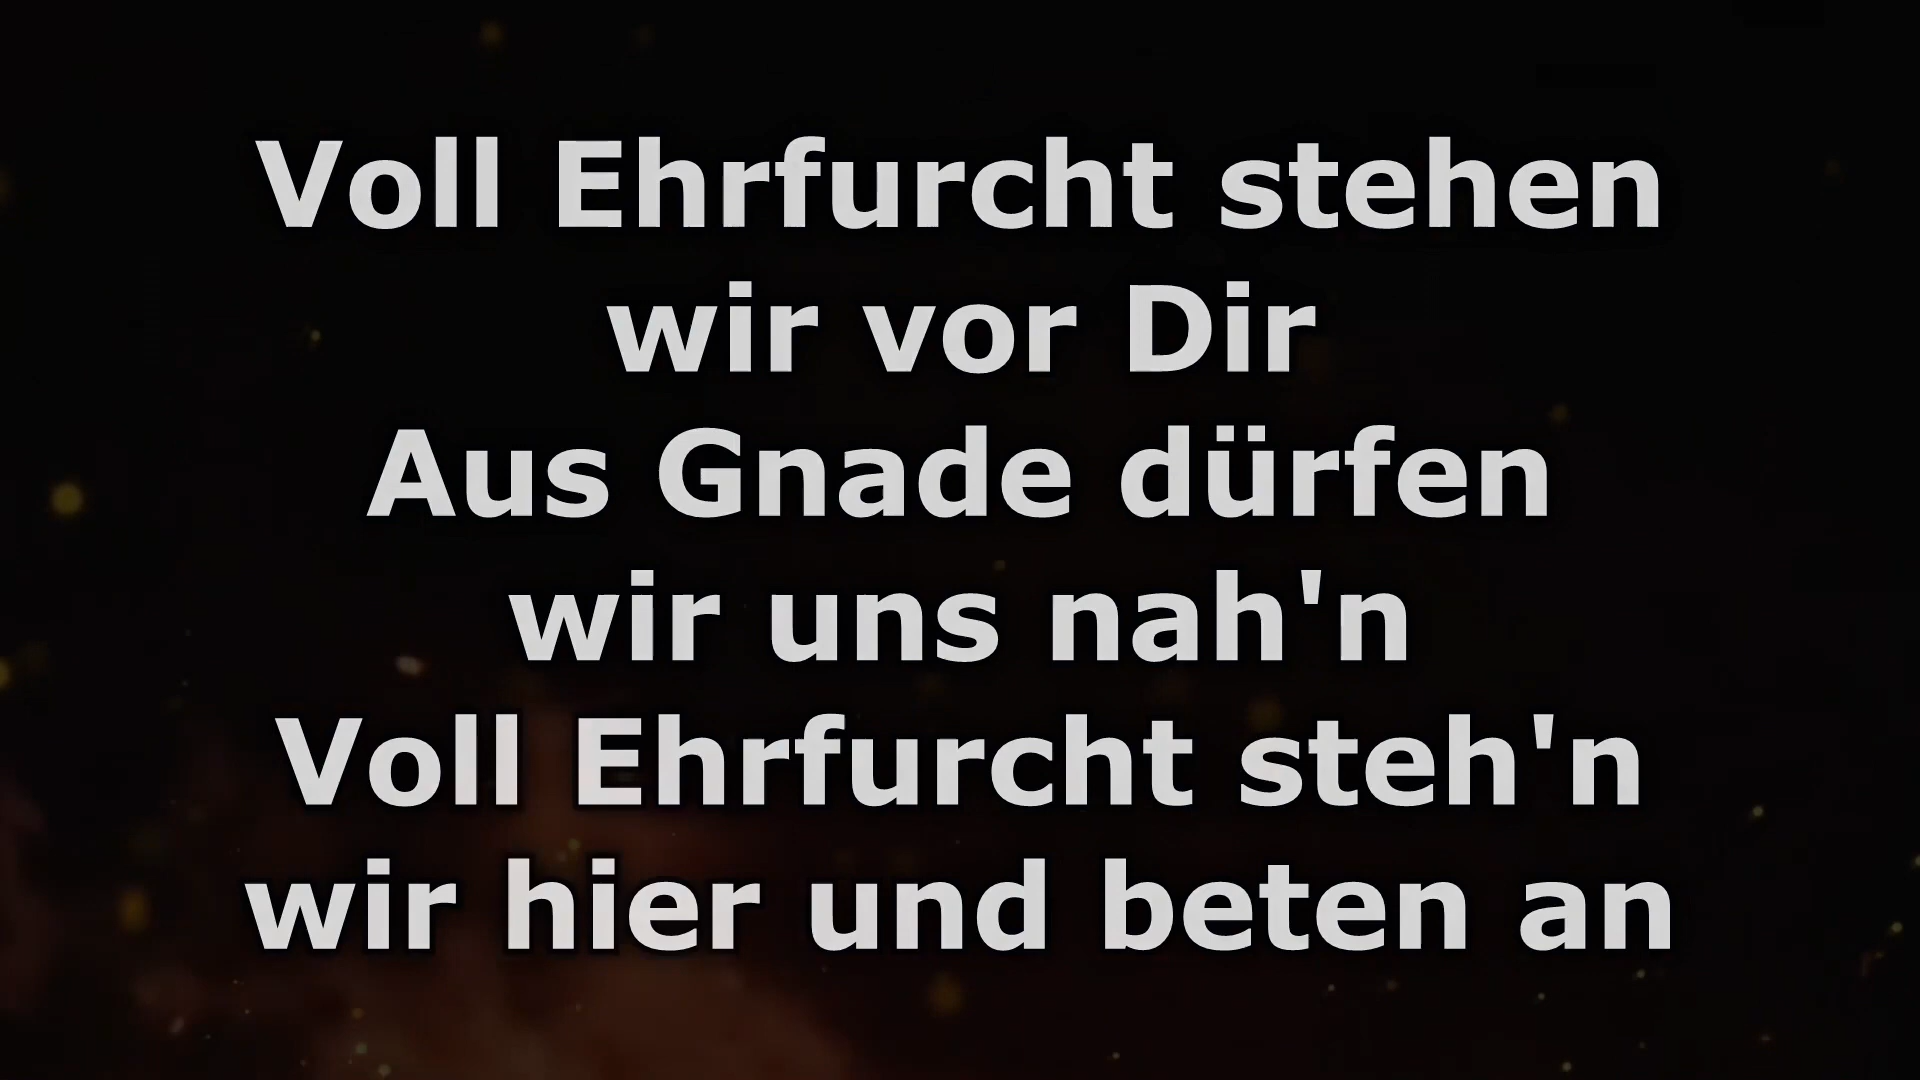 Voll Ehrfurcht stehen
wir vor Dir
Aus Gnade dürfen
wir uns nah'n
Voll Ehrfurcht steh'n
wir hier und beten an